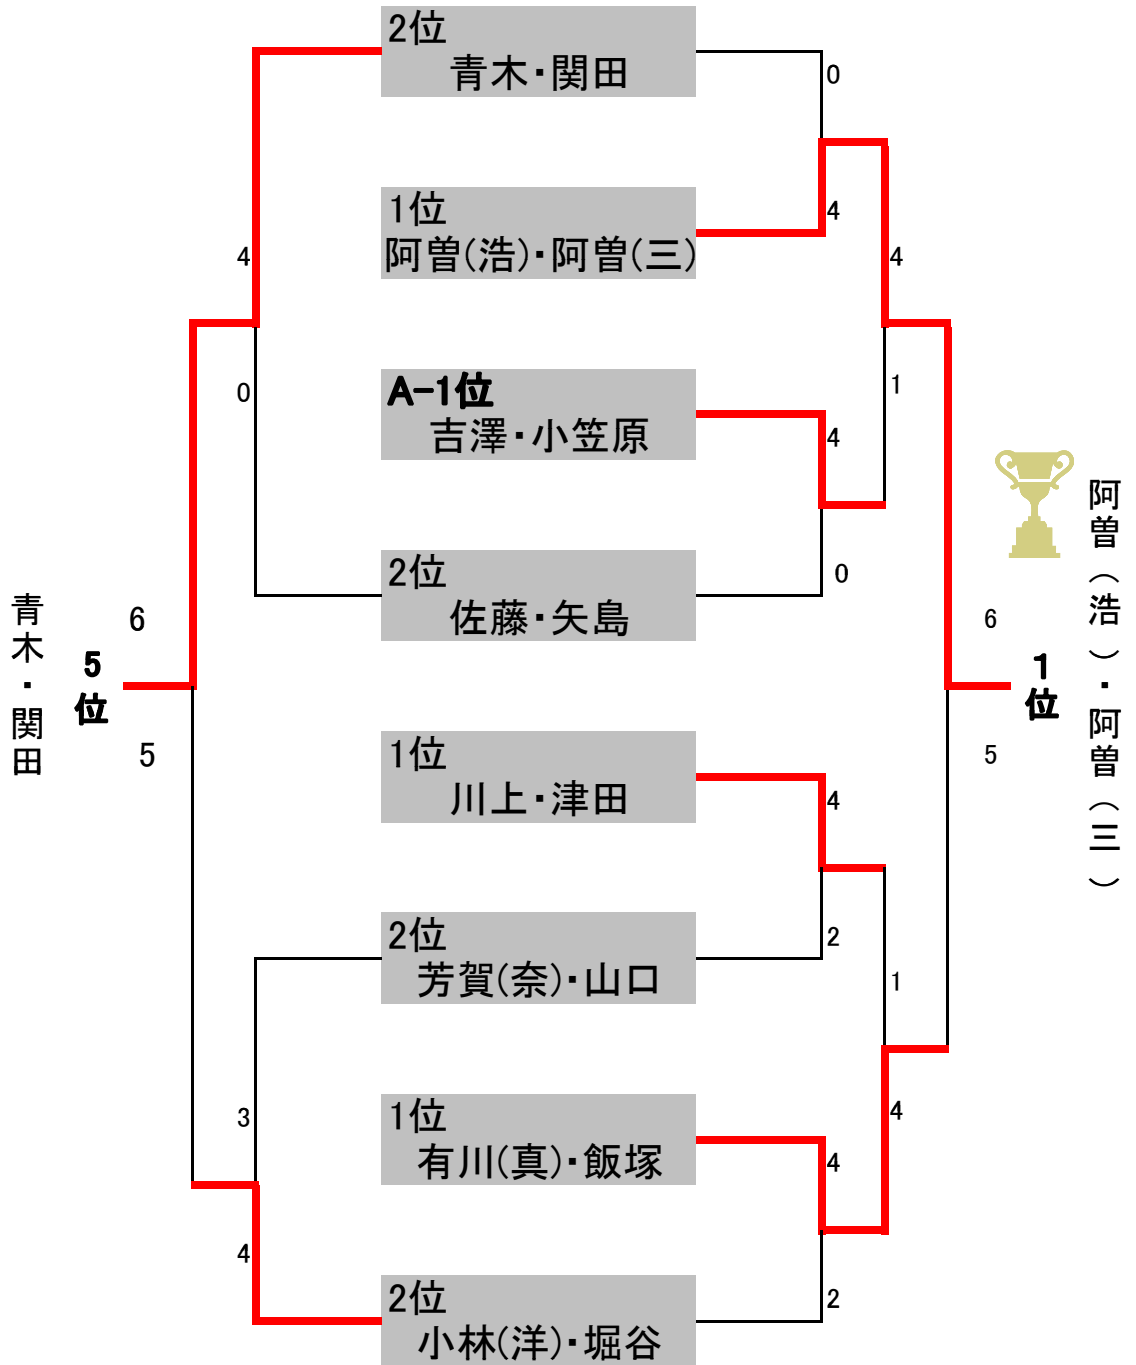 2位
青木・関田
0
1位
阿曽(浩)・阿曽(三)
4
4
4
0
A-1位
吉澤・小笠原
4
1
2位
佐藤・矢島
0
青木・関田
5位
6
5
阿曽(浩)・阿曽(三)
1位
6
5
1位
川上・津田
4
2位
芳賀(奈)・山口
2
1
3
1位
有川(真)・飯塚
4
4
4
2位
小林(洋)・堀谷
2